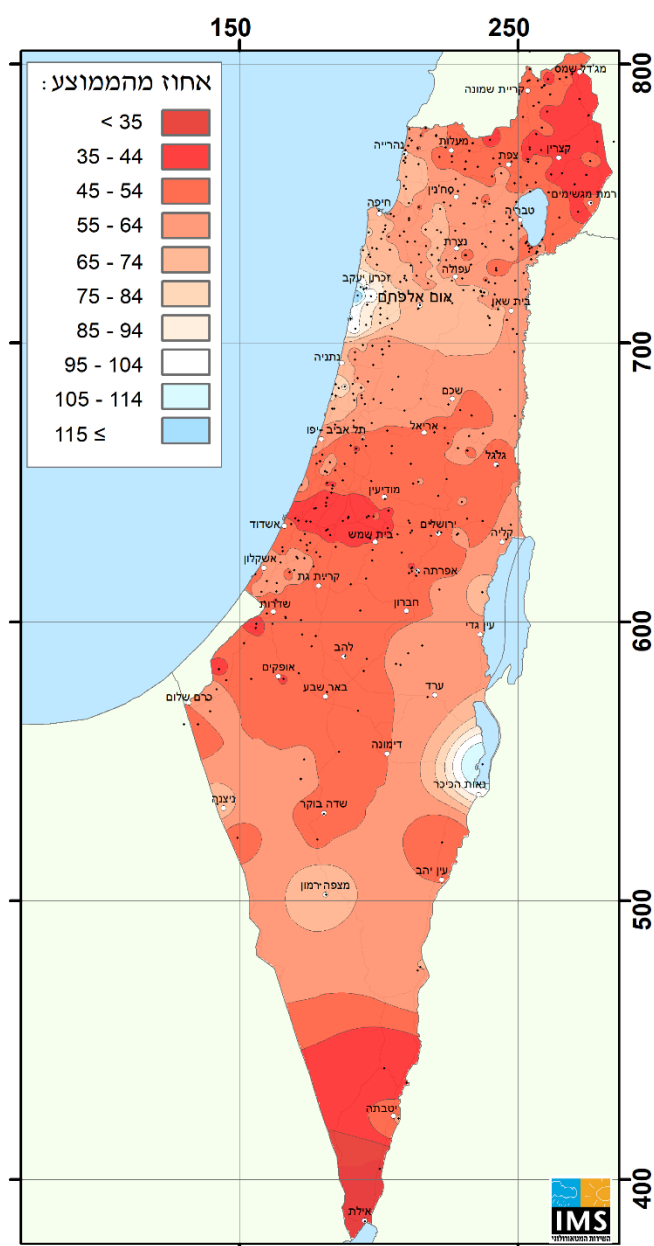 150
250
800
700
600
500
400
אחוז מהממוצע:
< 35
35 - 44
45 - 54
55 - 64
65 - 74
75 - 84
85 - 94
95 - 104
105 - 114
115 ≤
מג'דל שמס
קריית שמונה
נהרייה
מעלות
צפת
קצרין
רמת מגשימים
סח'נין
חיפה
טבריה
נצרת
זכרון יעקב
עפולה
אום אלפחם
בית שאן
נתניה
שכם
תל אביב -יפו
אריאל
גלגל
מודיעין
אשדוד
ירושלים
בית שמש
קליה
אשקלון
אפרתה
קריית גת
שדרות
חברון
עין גדי
להב
אופקים
באר שבע
ערד
כרם שלום
דימונה
נאות הכיכר
ניצנה
שדה בוקר
עין יהב
מצפה רמון
יטבתה
אילת
IMS
השירות המטאורולוגי